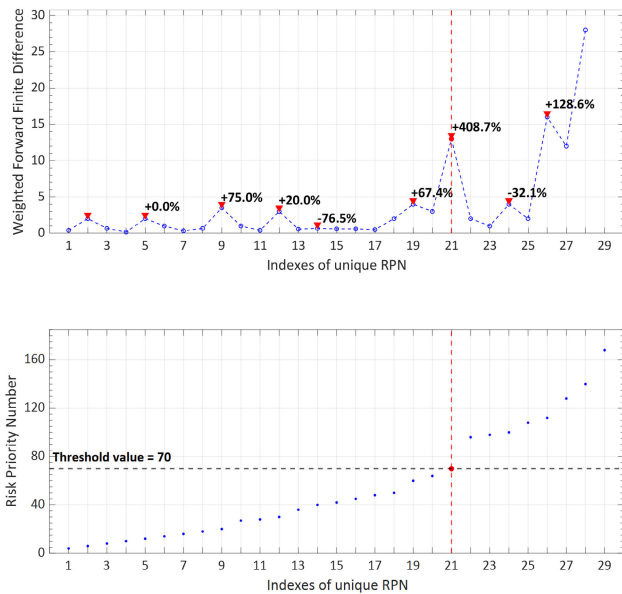 Weighted Forward Finite Difference
30
25
20
15
10
5
0
+0.0%
+75.0%
+20.0%
-76.5%
+67.4%
+408.7%
-32.1%
+128.6%
1 3 5 7 9 11 13 15 17 19 21 23 25 27 29
Indexes of unique RPN
Risk Priority Number
160
120
80
40
0
Threshold value = 70
1 3 5 7 9 11 13 15 17 19 21 23 25 27 29
Indexes of unique RPN